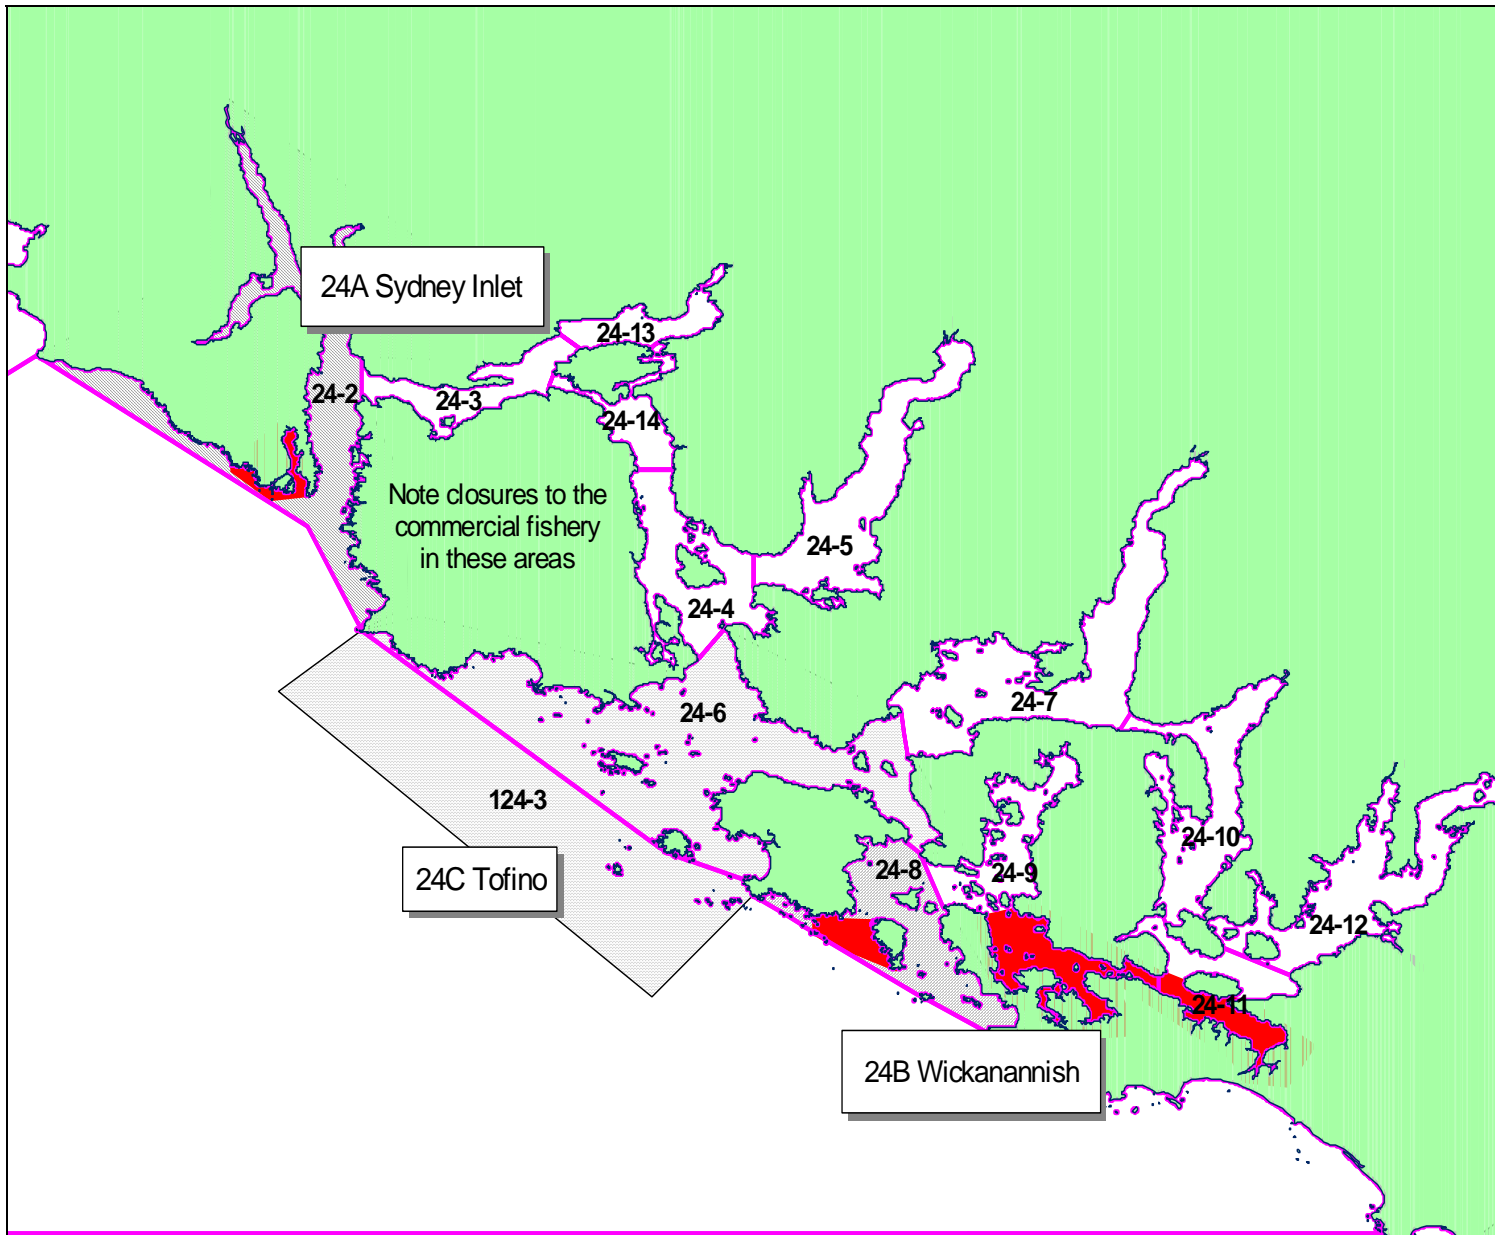 24A Sydney Inlet
24-13
24-2
24-3
24-14
Note closures to the
commercial fishery
in these areas
24-5
24-4
24-7
24-6
124-3
24-10
24C Tofino
24-8
24-9
24-12
24-11
24B Wickanannish